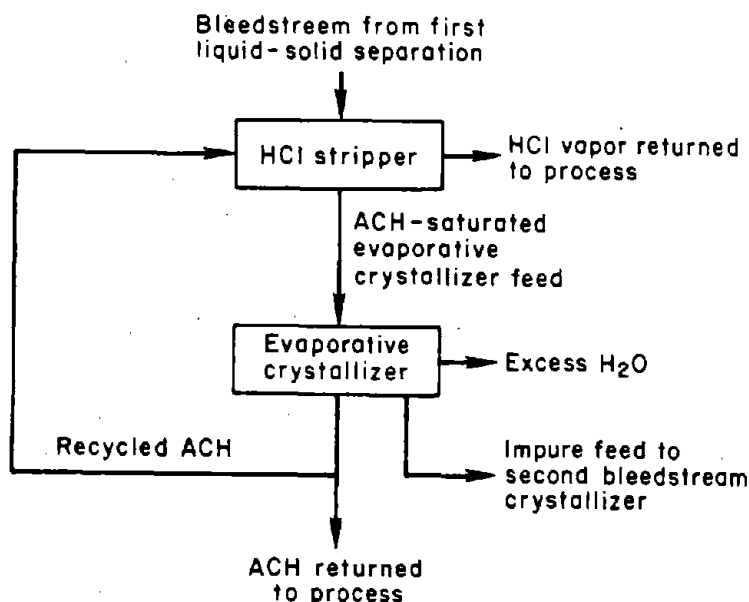 Bleedstreem from first
liquid-solid separation
HCl stripper
HCl vapor returned
to process
ACH-saturated
evaporative
crystallizer feed
Evaporative
crystallizer
Excess H₂O
Recycled ACH
Impure feed to
second bleedstream
crystallizer
ACH returned
to process